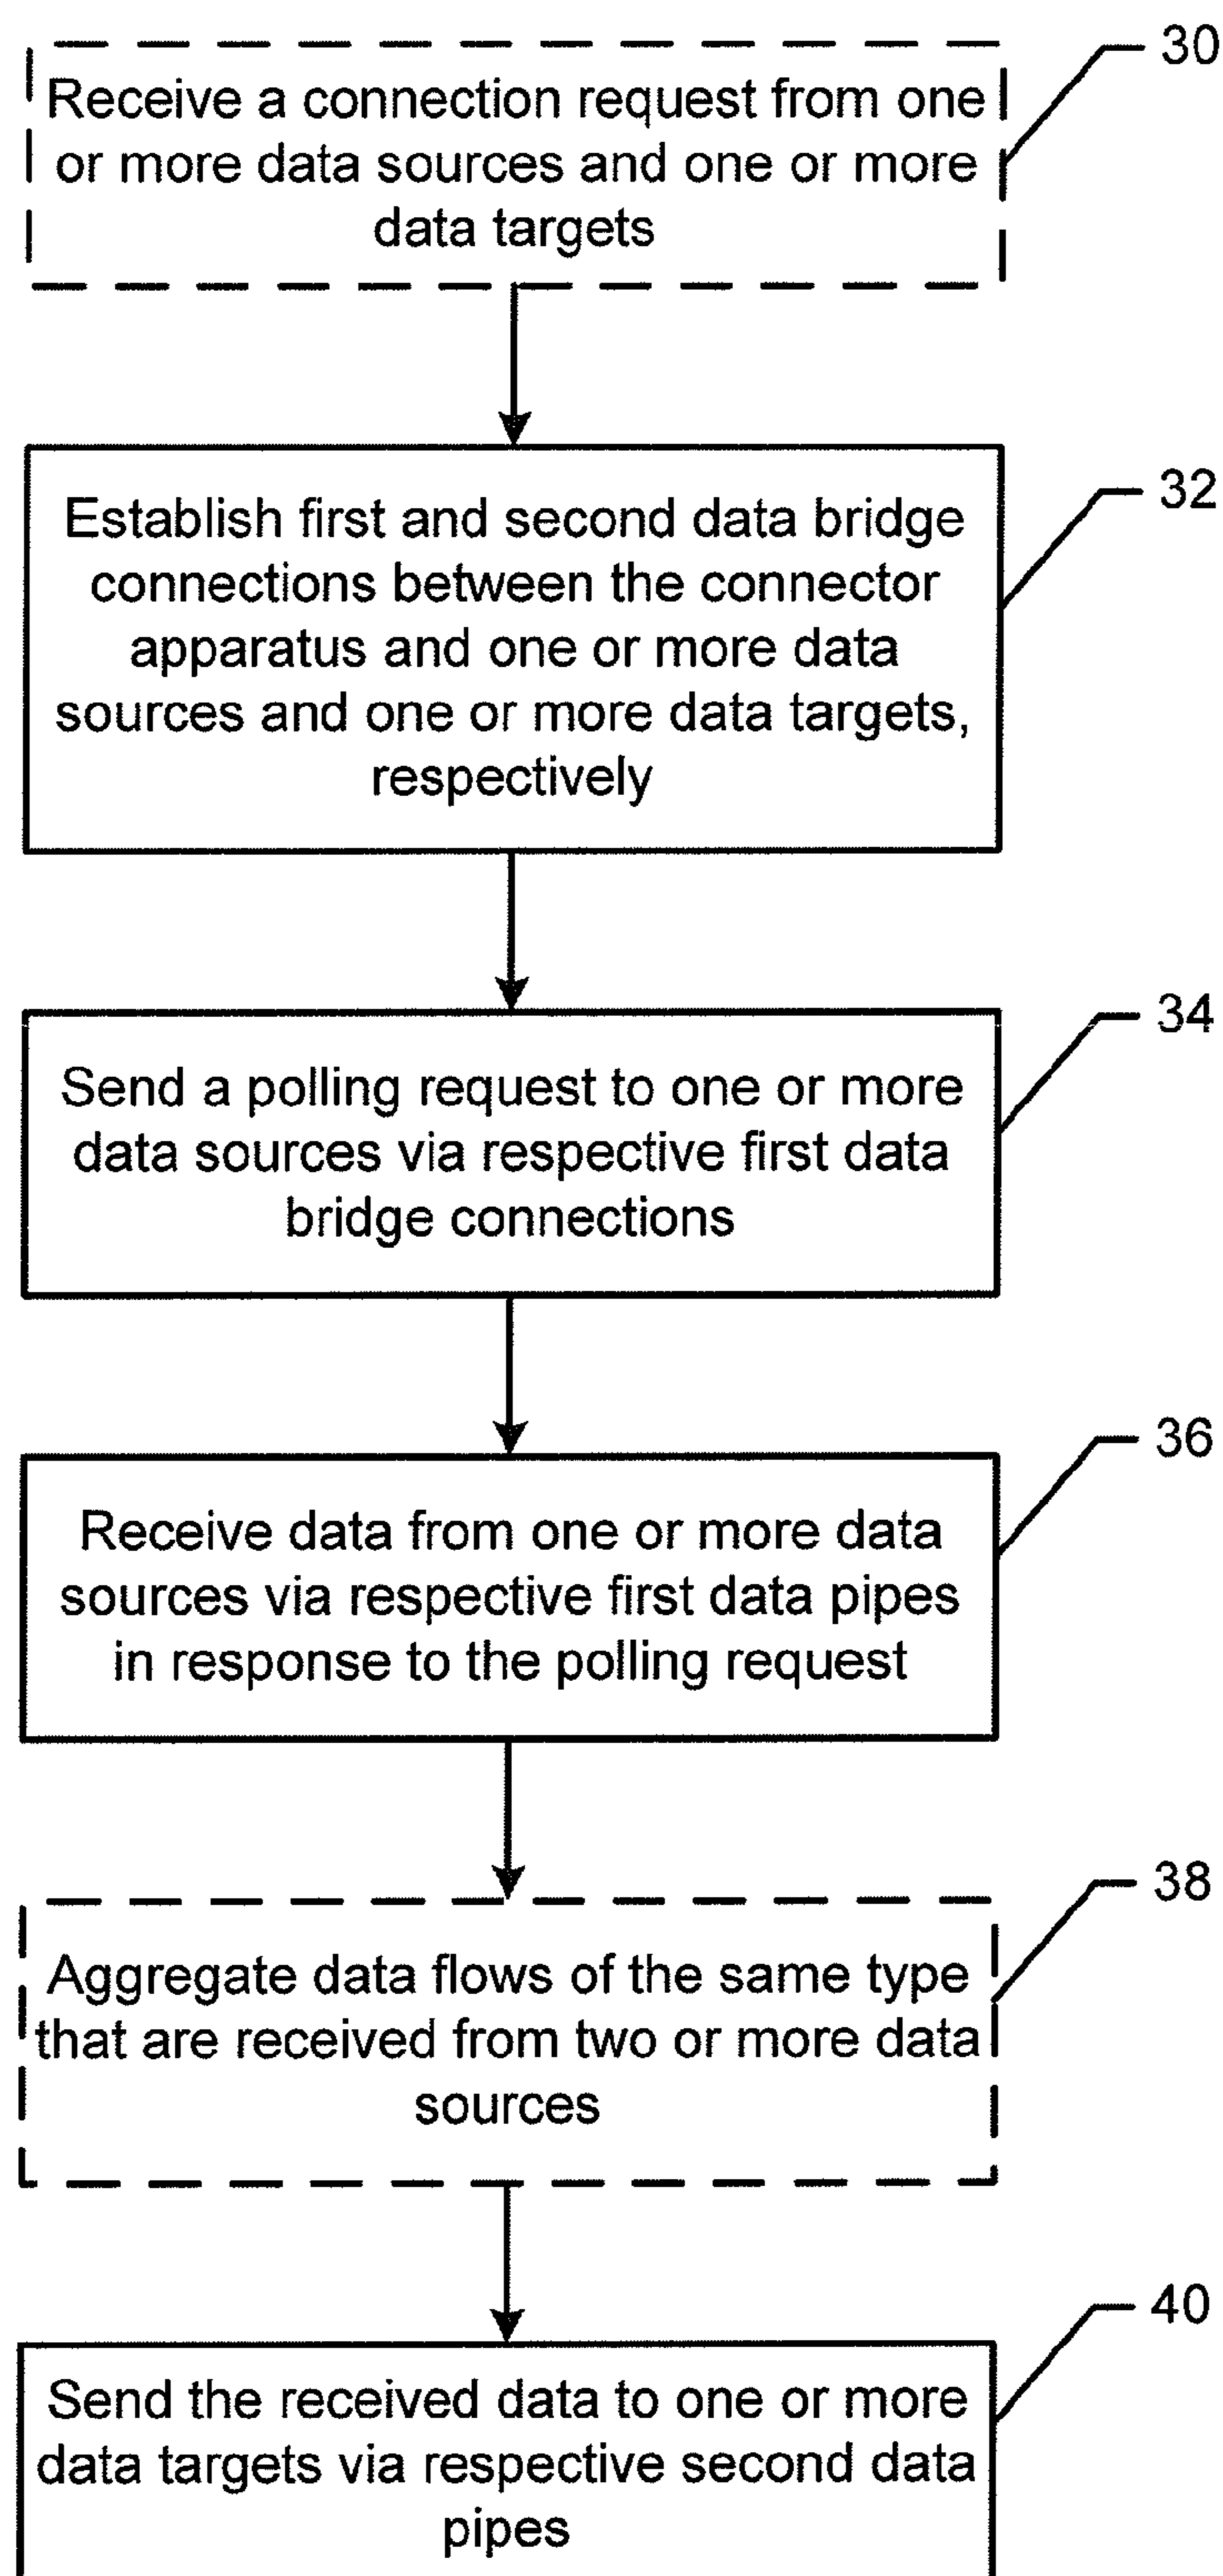 30
Receive a connection request from one
or more data sources and one or more
data targets
32
Establish first and second data bridge
connections between the connector
apparatus and one or more data
sources and one or more data targets,
respectively
34
Send a polling request to one or more
data sources via respective first data
bridge connections
36
Receive data from one or more data
sources via respective first data pipes
in response to the polling request
38
Aggregate data flows of the same type
that are received from two or more data
sources
40
Send the received data to one or more
data targets via respective second data
pipes